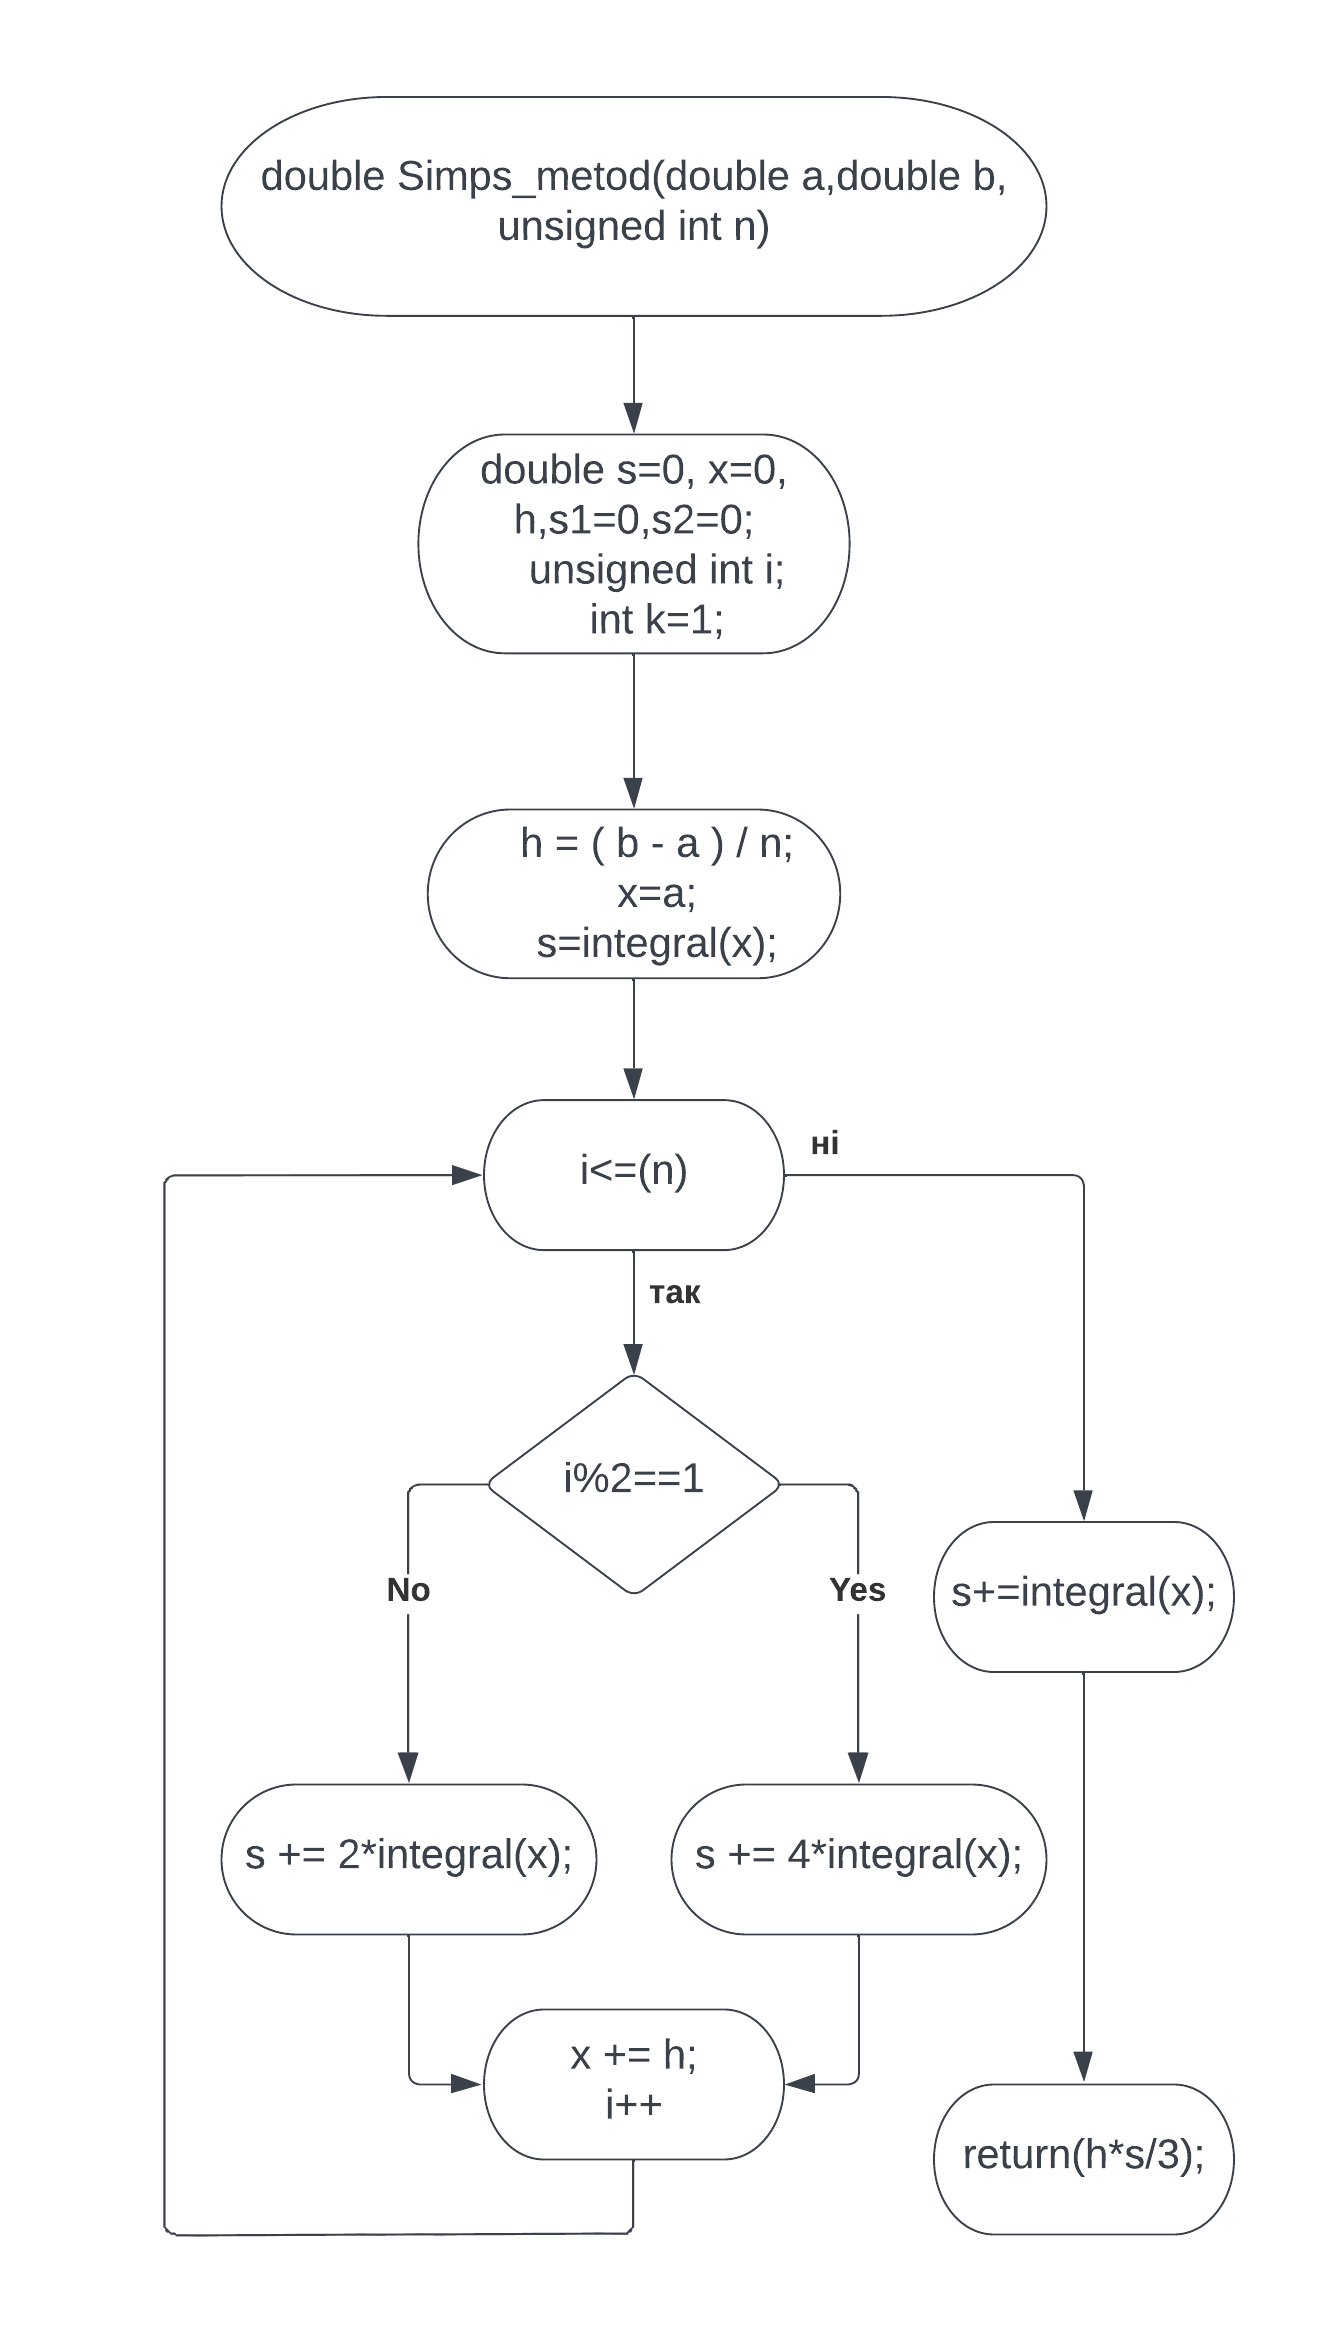 double Simps_metod(double a,double b,
unsigned int n)
double s=0, x=0,
h,s1=0,s2=0;
unsigned int i;
int k=1;
h = ( b - a ) / n;
x=a;
s=integral(x);
i<=(n)
ні
так
i%2==1
No
Yes
s+=integral(x);
s += 2*integral(x);
s += 4*integral(x);
x += h;
i++
return(h*s/3);